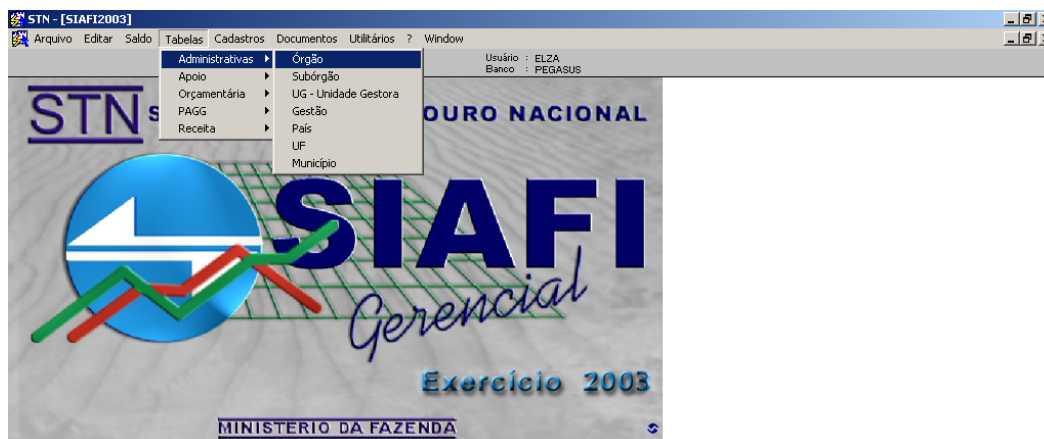 STN - [SIAFI2003]
Arquivo Editar Saldo Tabelas Cadastros Documentos Utilitários ? Window
Usuário : ELZA
Banco : PEGASUS
Administrativas
Apoio
Orçamentária
PAGG
Receita
Órgão
Subórgão
UG - Unidade Gestora
Gestão
País
UF
Município
STN S OURO NACIONAL
SIAFI
Gerencial
Exercício 2003
MINISTERIO DA FAZENDA